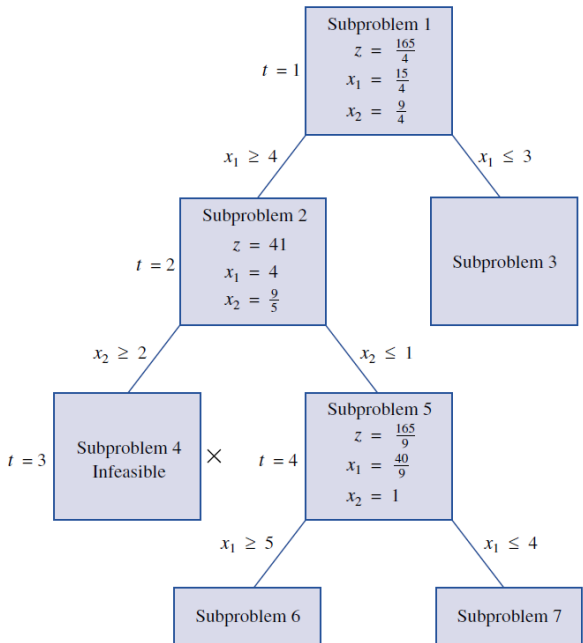 Subproblem 1
z = 165/4
t = 1
x₁ = 15/4
x₂ = 9/4
x₁ ≥ 4
x₁ ≤ 3
Subproblem 2
z = 41
t = 2
x₁ = 4
x₂ = 9/5
Subproblem 3
x₂ ≥ 2
x₂ ≤ 1
Subproblem 4
Infeasible
t = 3
×
Subproblem 5
z = 165/9
t = 4
x₁ = 40/9
x₂ = 1
x₁ ≥ 5
x₁ ≤ 4
Subproblem 6
Subproblem 7